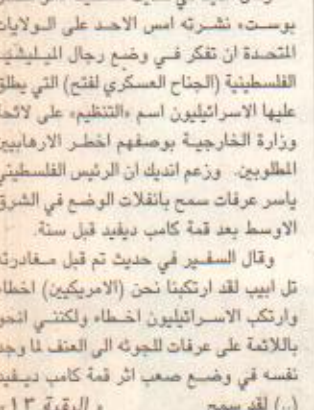 بوست» نشرته امس الاحد على الولايات
المتحدة ان تفكر في وضع رجال الميليشيا
الفلسطينية (الجناح العسكري لفتح) التي يطلق
عليها الاسرائيليون اسم «التنظيم» على لائحة
وزارة الخارجية بوصفهم اخطر الارهابيين
المطلوبين. وزعم انديك ان الرئيس الفلسطيني
ياسر عرفات سمح بانفلات الوضع في الشرق
الاوسط بعد قمة كامب ديفيد قبل سنة.
وقال السفير في حديث تم قبل مغادرته
تل ابيب لقد ارتكبنا نحن (الامريكيين) اخطاء
وارتكب الاسرائيليون اخطاء ولكنني انحو
باللائمة على عرفات للجوئه الى العنف لما وجد
نفسه في وضع صعب اثر قمة كامب ديفيد
(..) لقد سمح والبقية ١٣»